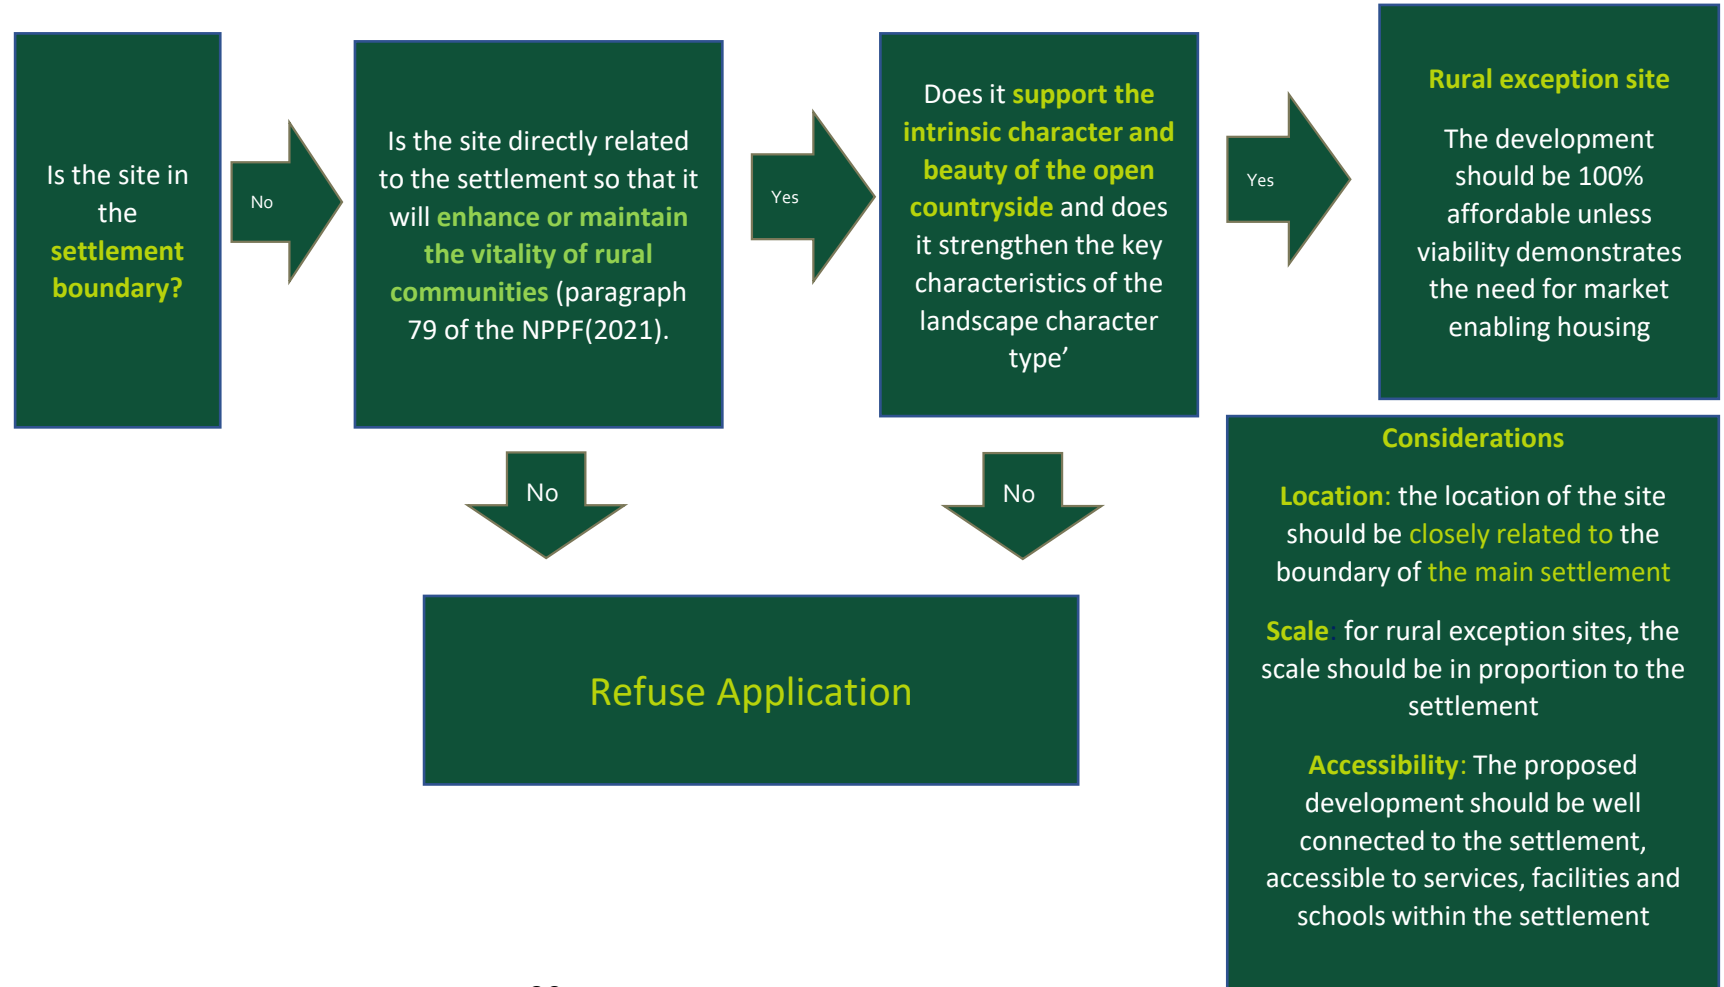 Is the site in
the
settlement
boundary?
No
Is the site directly related
to the settlement so that it
will enhance or maintain
the vitality of rural
communities (paragraph
79 of the NPPF(2021).
Yes
Does it support the
intrinsic character and
beauty of the open
countryside and does
it strengthen the key
characteristics of the
landscape character
type’
Yes
Rural exception site
The development
should be 100%
affordable unless
viability demonstrates
the need for market
enabling housing
No
No
Refuse Application
Considerations
Location: the location of the site
should be closely related to the
boundary of the main settlement
Scale: for rural exception sites, the
scale should be in proportion to the
settlement
Accessibility: The proposed
development should be well
connected to the settlement,
accessible to services, facilities and
schools within the settlement